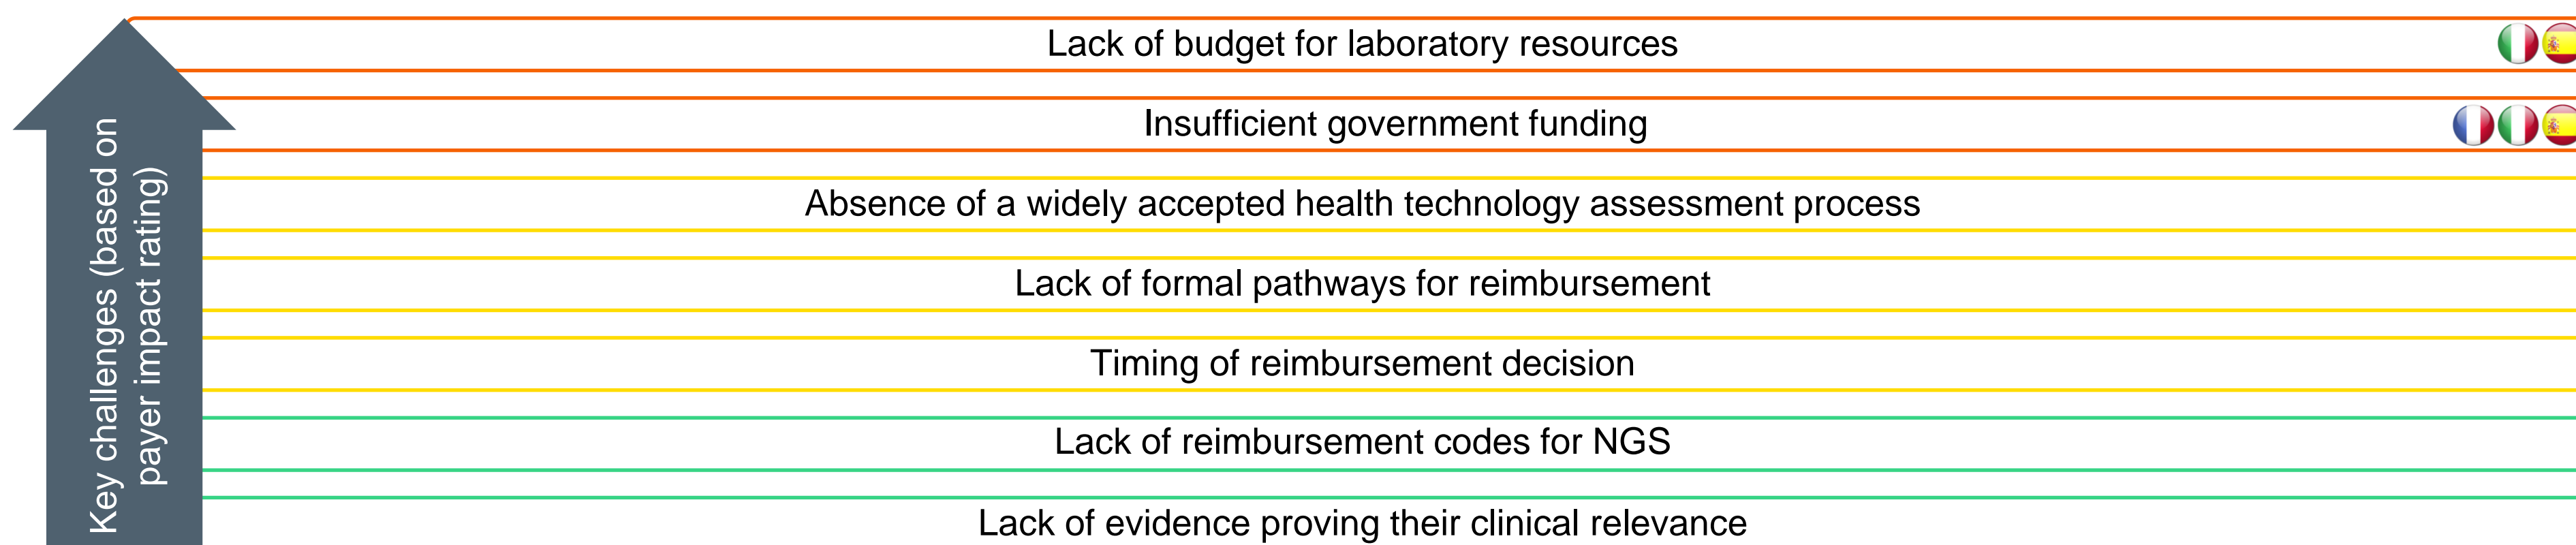 Lack of budget for laboratory resources
Insufficient government funding
Absence of a widely accepted health technology assessment process
Lack of formal pathways for reimbursement
Timing of reimbursement decision
Lack of reimbursement codes for NGS
Lack of evidence proving their clinical relevance
Key challenges (based on
payer impact rating)